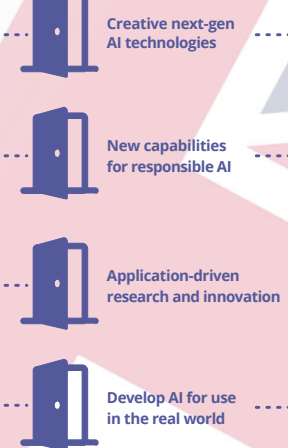 Creative next-gen
AI technologies
New capabilities
for responsible AI
Application-driven
research and innovation
Develop AI for use
in the real world